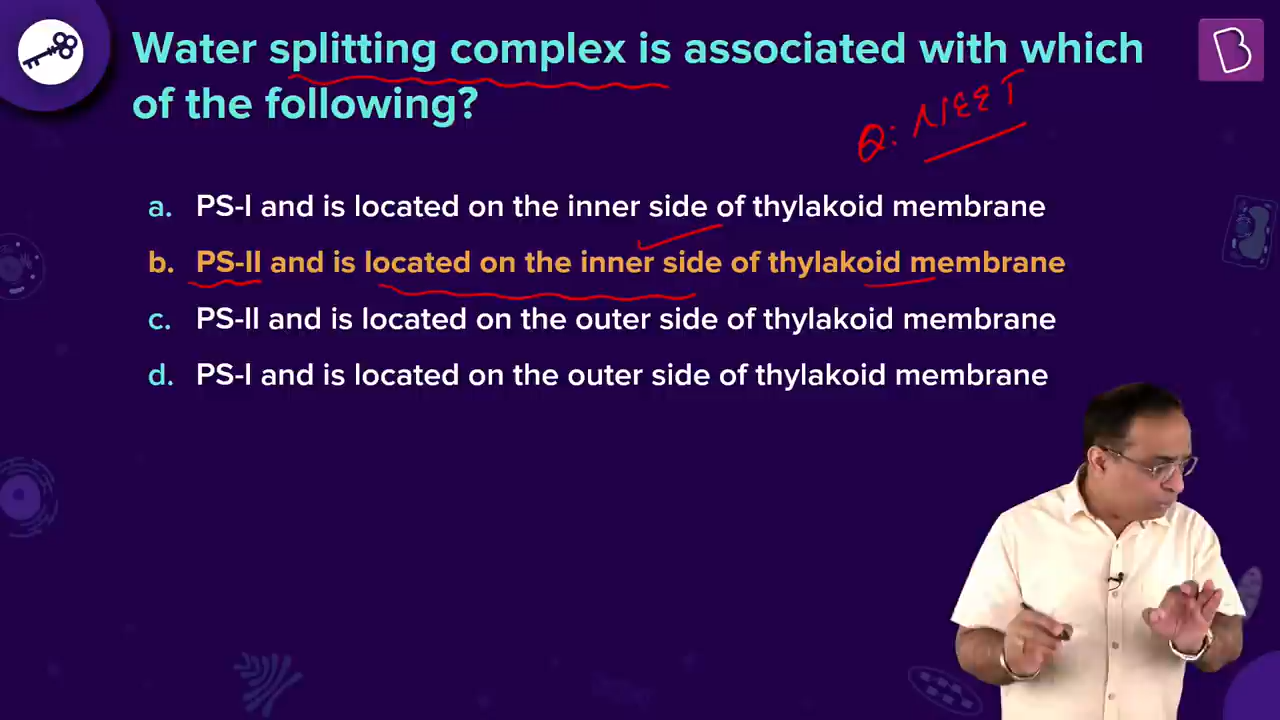 Water splitting complex is associated with which
of the following?
Q: NEET
a. PS-I and is located on the inner side of thylakoid membrane
b. PS-II and is located on the inner side of thylakoid membrane
c. PS-II and is located on the outer side of thylakoid membrane
d. PS-I and is located on the outer side of thylakoid membrane